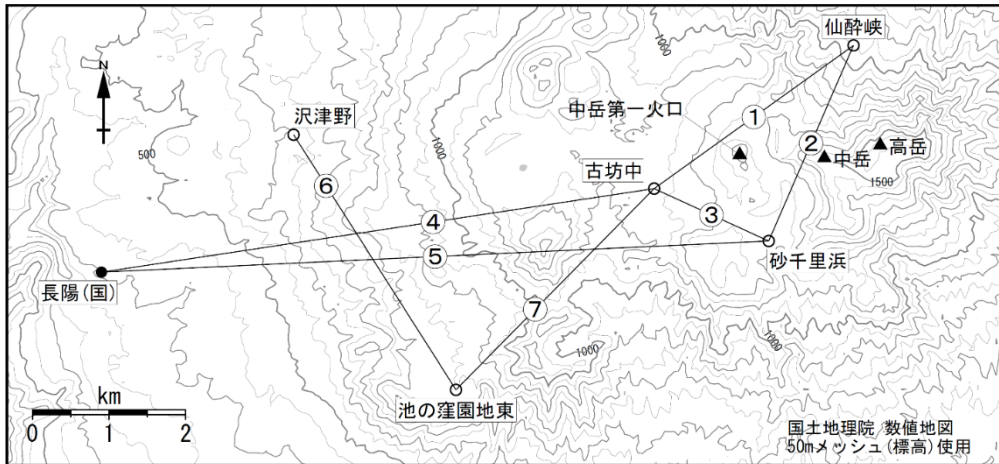 仙酔峡
N
沢津野
1000
中岳第一火口
①
1000
500
②
中岳
高岳
古坊中
1500
⑥
③
④
⑤
砂千里浜
長陽(国)
⑦
1000
1000
km
0 1 2
池の窪園地東
国土地理院 数値地図
50mメッシュ(標高)使用